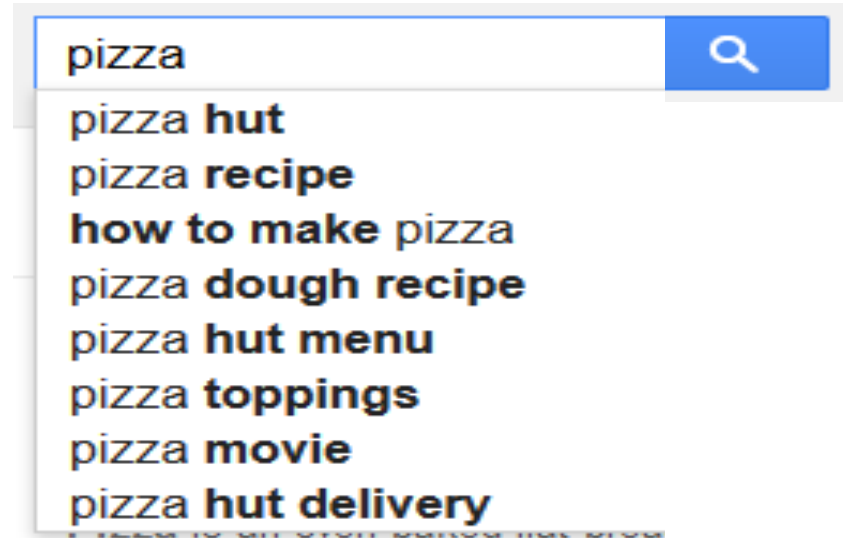 pizza
pizza hut
pizza recipe
how to make pizza
pizza dough recipe
pizza hut menu
pizza toppings
pizza movie
pizza hut delivery